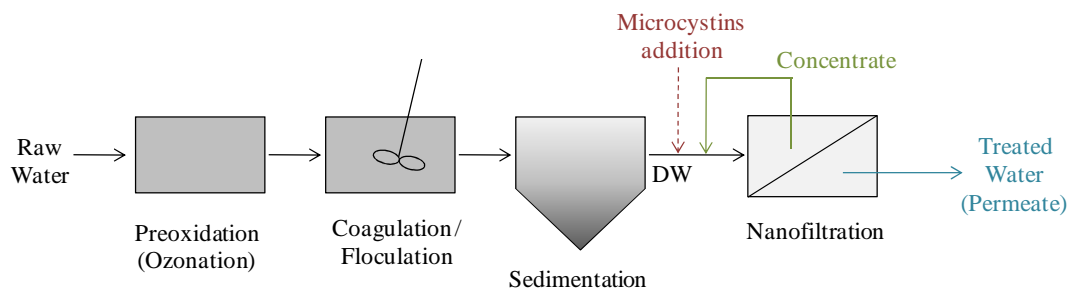 Raw
Water
Preoxidation
(Ozonation)
Coagulation/
Floculation
Sedimentation
Microcystins
addition
Concentrate
DW
Nanofiltration
Treated
Water
(Permeate)